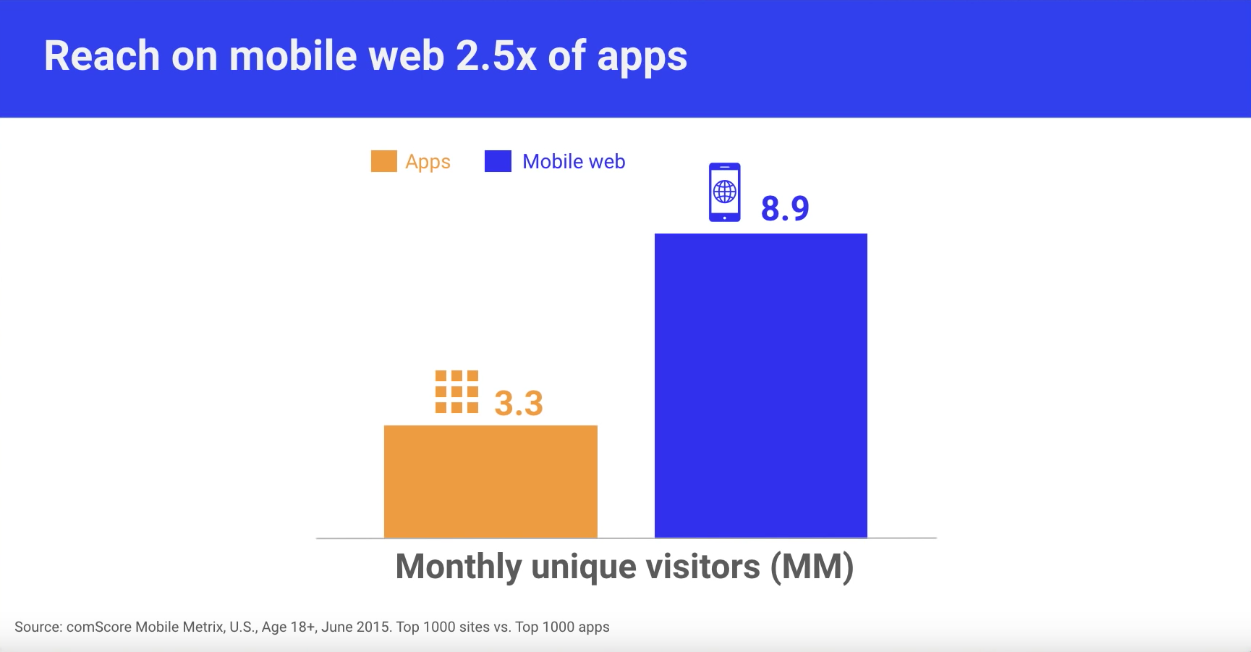 Reach on mobile web 2.5x of apps
Apps
Mobile web
8.9
3.3
Monthly unique visitors (MM)
Source: comScore Mobile Metrix, U.S., Age 18+, June 2015. Top 1000 sites vs. Top 1000 apps